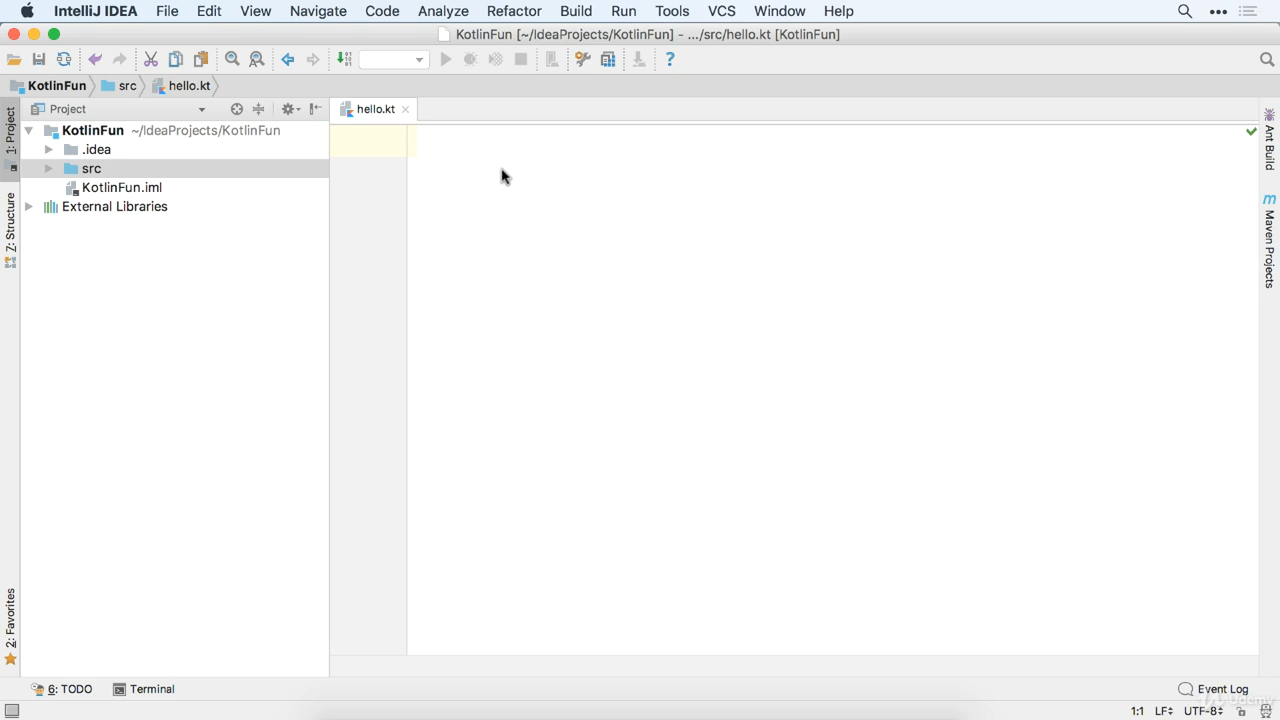 IntelliJ IDEA File Edit View Navigate Code Analyze Refactor Build Run Tools VCS Window Help
KotlinFun [~/IdeaProjects/KotlinFun] - .../src/hello.kt [KotlinFun]
KotlinFun src hello.kt
Project
hello.kt
KotlinFun ~/IdeaProjects/KotlinFun
.idea
src
KotlinFun.iml
External Libraries
1: Project
Z: Structure
2: Favorites
Ant Build
m Maven Projects
6: TODO Terminal Event Log
Udemy
1:1 LF÷ UTF-8÷